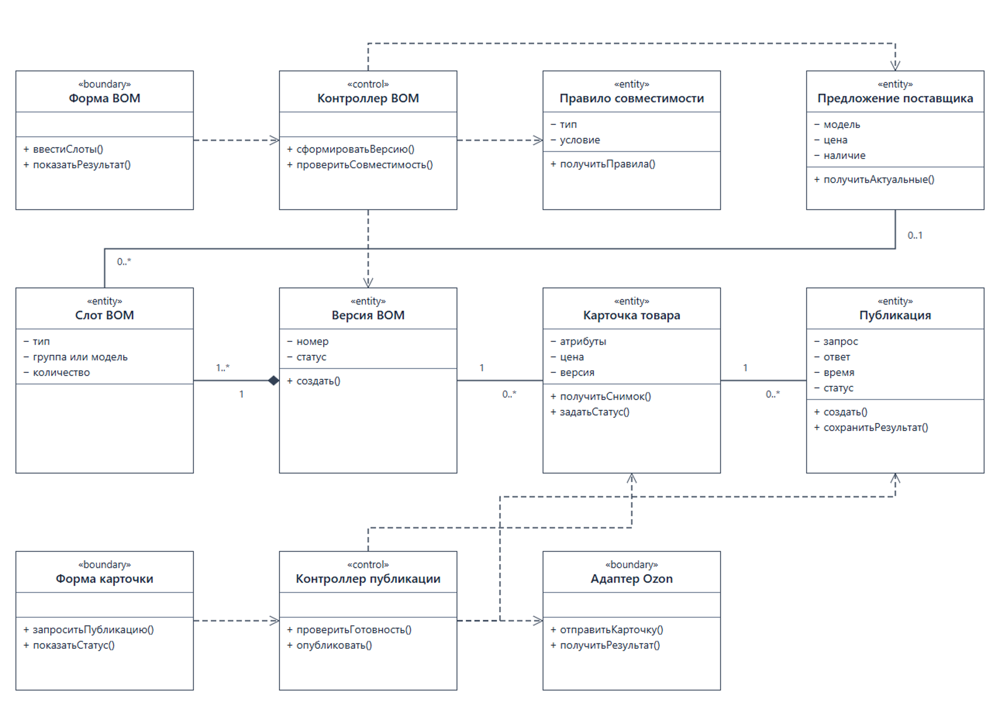 «boundary»
Форма BOM
+ ввестиСлоты()
+ показатьРезультат()
«control»
Контроллер BOM
+ сформироватьВерсию()
+ проверитьСовместимость()
«entity»
Правило совместимости
− тип
− условие
+ получитьПравила()
«entity»
Предложение поставщика
− модель
− цена
− наличие
+ получитьАктуальные()
0..1
0..*
«entity»
Слот BOM
− тип
− группа или модель
− количество
1..*
1
«entity»
Версия BOM
− номер
− статус
+ создать()
1
0..*
«entity»
Карточка товара
− атрибуты
− цена
− версия
+ получитьСнимок()
+ задатьСтатус()
1
0..*
«entity»
Публикация
− запрос
− ответ
− время
− статус
+ создать()
+ сохранитьРезультат()
«boundary»
Форма карточки
+ запроситьПубликацию()
+ показатьСтатус()
«control»
Контроллер публикации
+ проверитьГотовность()
+ опубликовать()
«boundary»
Адаптер Ozon
+ отправитьКарточку()
+ получитьРезультат()